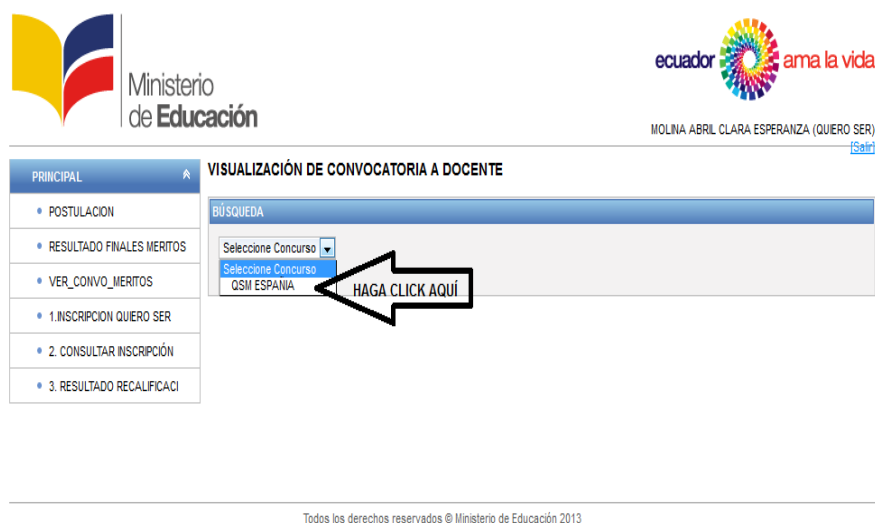 Ministerio
de Educación
ecuador ama la vida
MOLINA ABRIL CLARA ESPERANZA (QUIERO SER)
[Salir]
PRINCIPAL
POSTULACION
RESULTADO FINALES MERITOS
VER_CONVO_MERITOS
1.INSCRIPCION QUIERO SER
2. CONSULTAR INSCRIPCIÓN
3. RESULTADO RECALIFICACI
VISUALIZACIÓN DE CONVOCATORIA A DOCENTE
BÚSQUEDA
Seleccione Concurso
Seleccione Concurso
QSM ESPAÑIA
HAGA CLICK AQUÍ
Todos los derechos reservados © Ministerio de Educación 2013